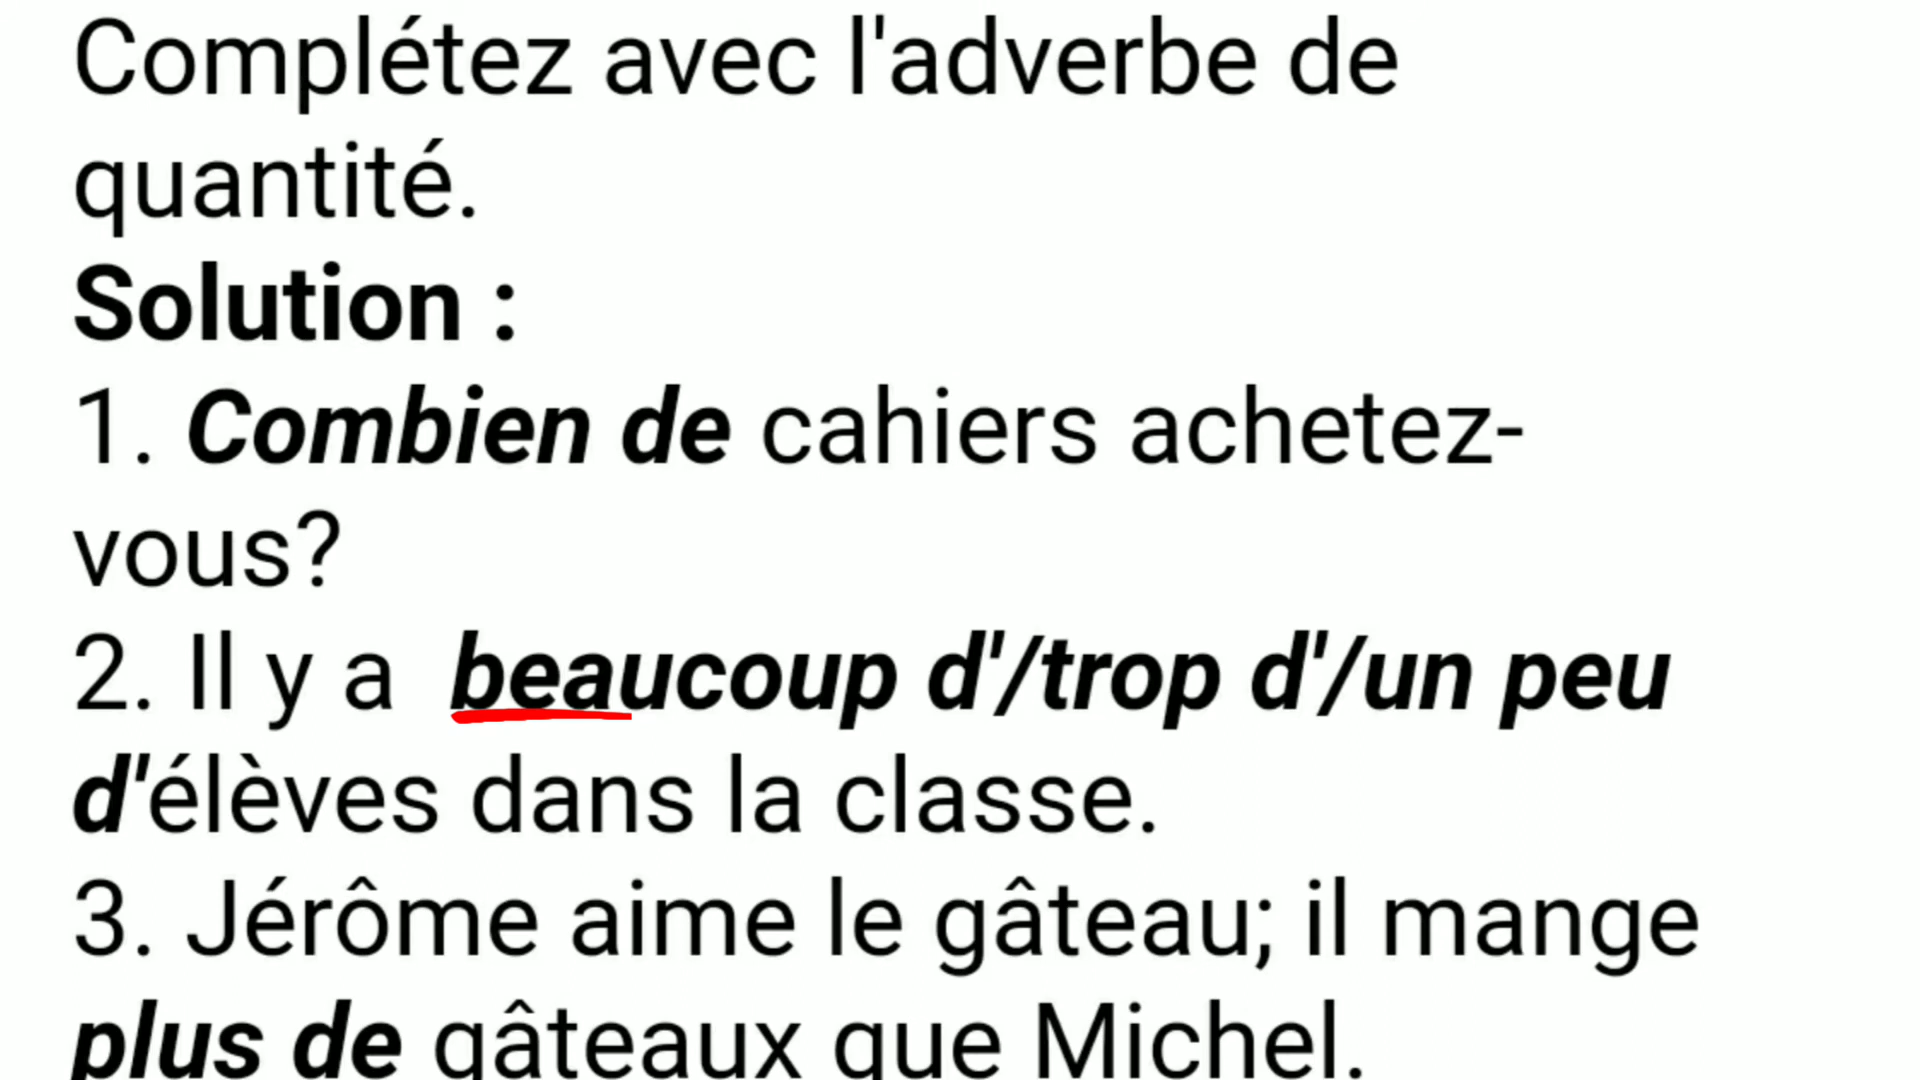 Complétez avec l'adverbe de
quantité.
Solution :
1. Combien de cahiers achetez-
vous?
2. Il y a  beaucoup d'/trop d'/un peu
d'élèves dans la classe.
3. Jérôme aime le gâteau; il mange
plus de gâteaux que Michel.